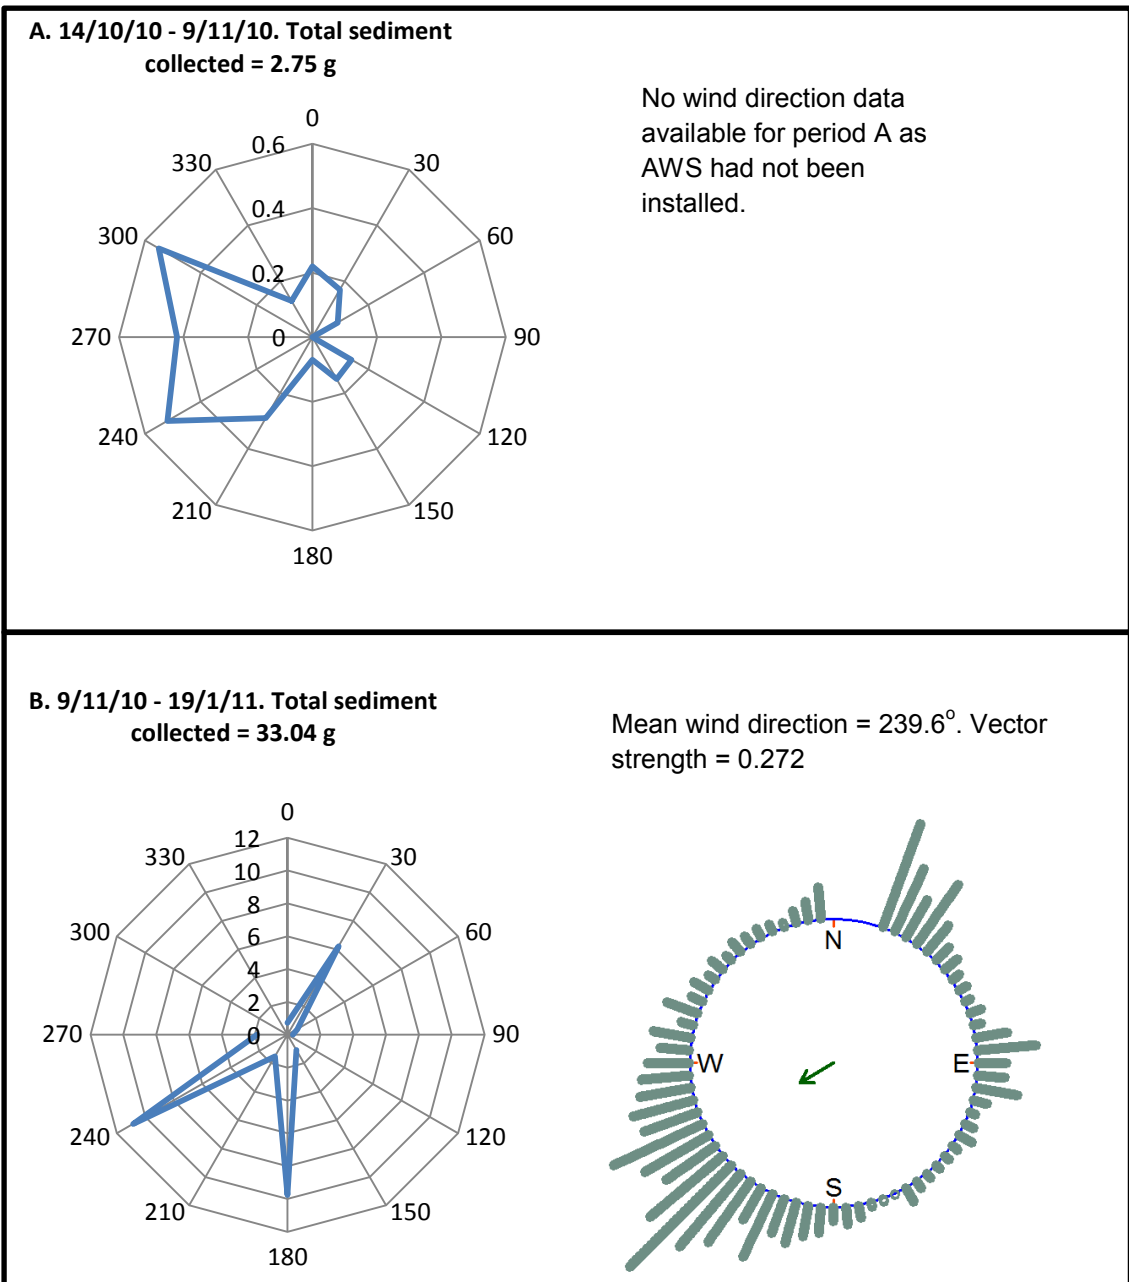 A. 14/10/10 - 9/11/10. Total sediment
collected = 2.75 g
No wind direction data
available for period A as
AWS had not been
installed.
0
0.6
330
30
0.4
300
60
0.2
270
0
90
240
120
210
150
180
B. 9/11/10 - 19/1/11. Total sediment
collected = 33.04 g
Mean wind direction = 239.6°. Vector
strength = 0.272
0
12
330
30
10
8
300
60
6
4
2
270
0
90
240
120
210
150
180
N
W
E
S